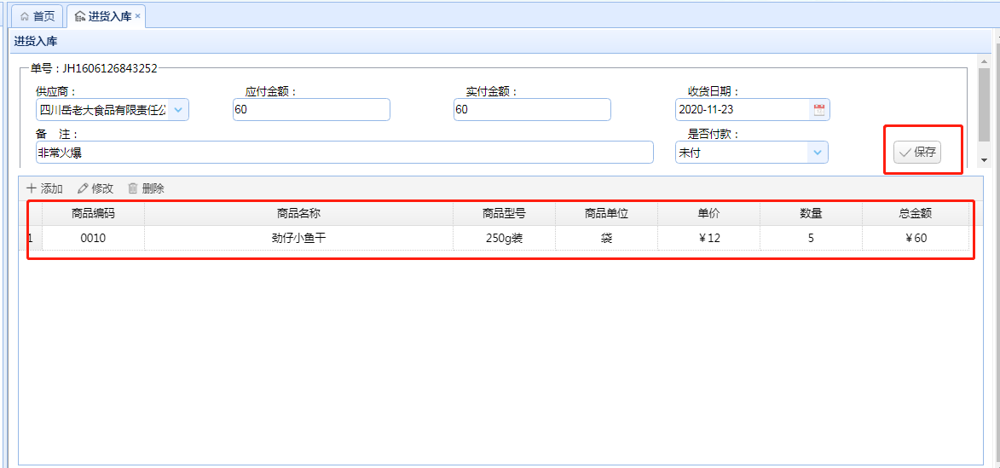 首页 进货入库
进货入库
单号：JH1606126843252
供应商： 应付金额： 实付金额： 收货日期：
四川岳老大食品有限责任公 60 60 2020-11-23
备 注： 是否付款：
非常火爆 未付 保存
添加 修改 删除
商品编码 商品名称 商品型号 商品单位 单价 数量 总金额
1 0010 劲仔小鱼干 250g装 袋 ￥12 5 ￥60